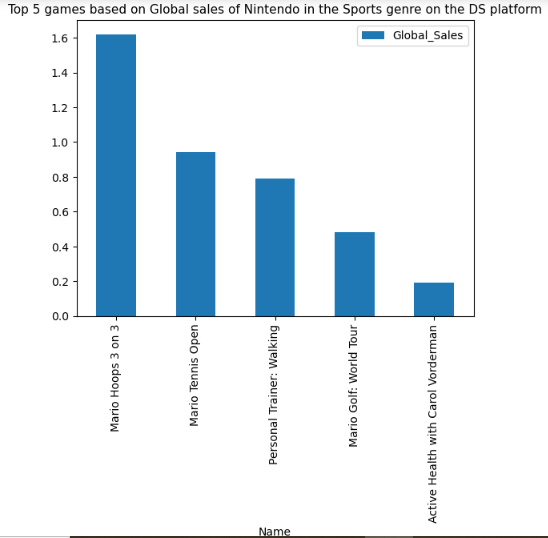 Top 5 games based on Global sales of Nintendo in the Sports genre on the DS platform
Global_Sales
1.6
1.4
1.2
1.0
0.8
0.6
0.4
0.2
0.0
Mario Hoops 3 on 3
Mario Tennis Open
Personal Trainer: Walking
Mario Golf: World Tour
Active Health with Carol Vorderman
Name